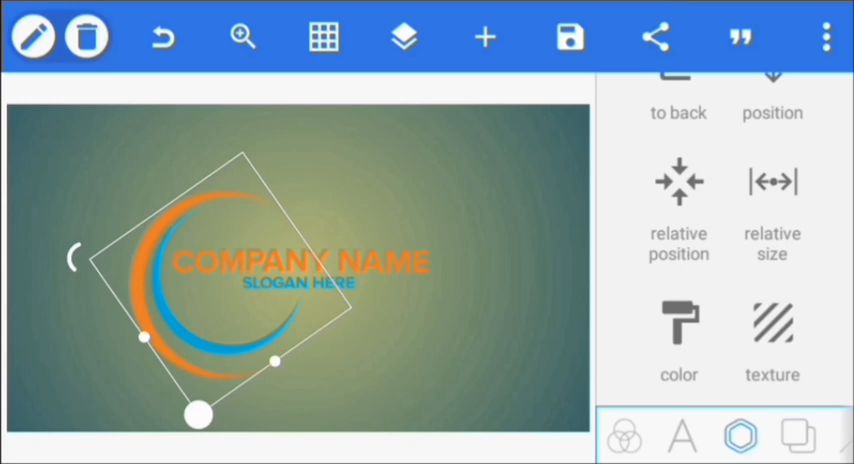 to back
position
COMPANY NAME
SLOGAN HERE
relative
position
relative
size
color
texture